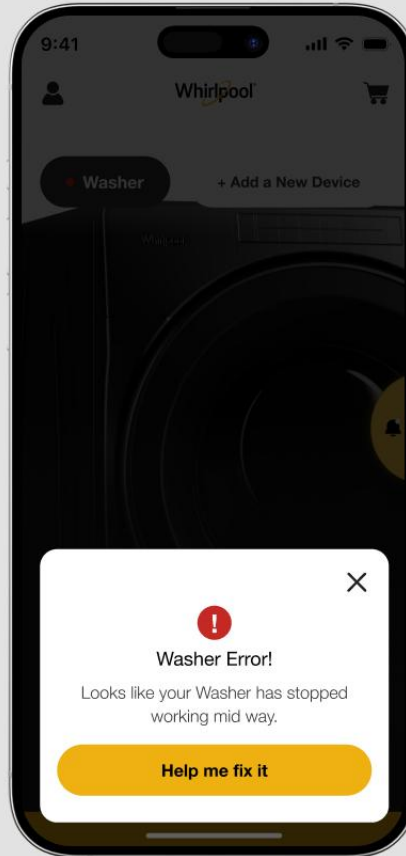 9:41
Whirlpool
Washer
+ Add a New Device
Whirlpool
Washer Error!
Looks like your Washer has stopped
working mid way.
Help me fix it